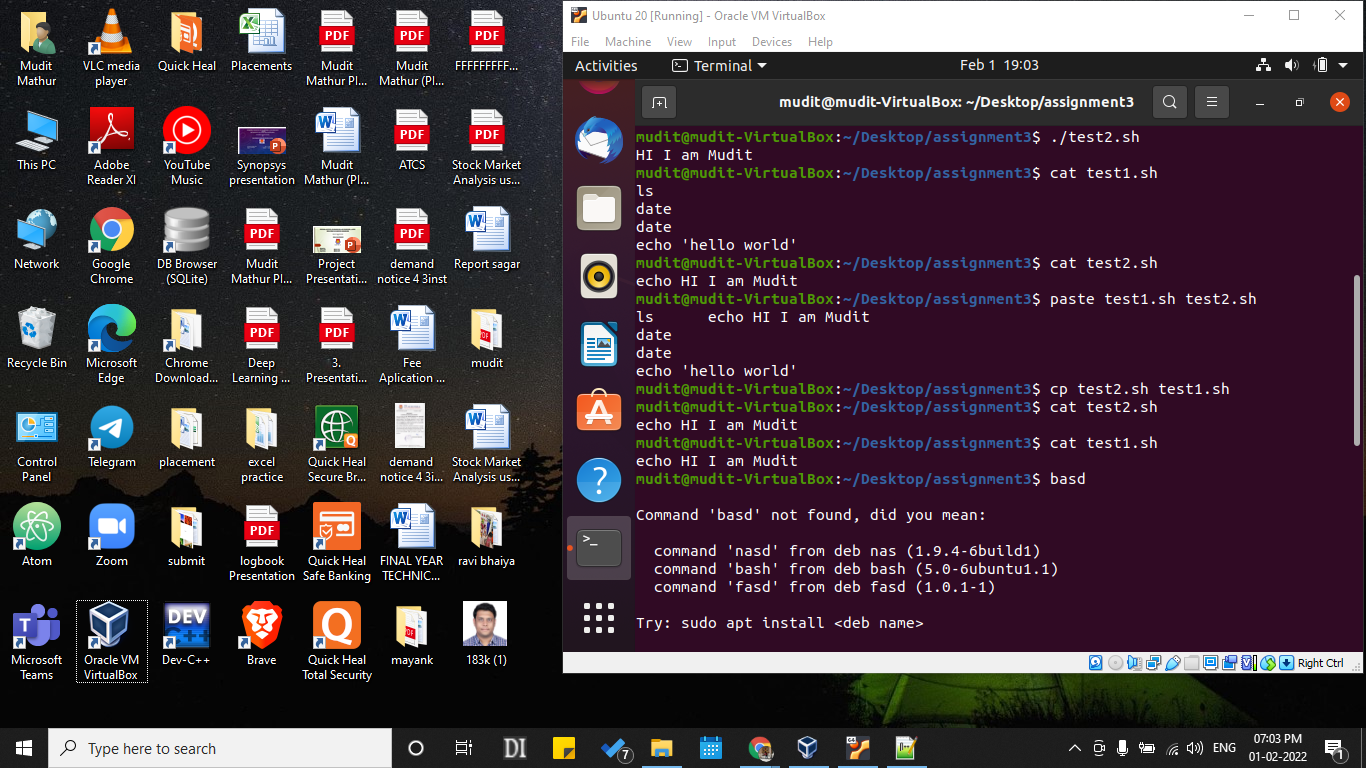 Mudit Mathur
VLC media player
Quick Heal
Placements
PDF
Mudit Mathur Pl...
PDF
Mudit Mathur (Pl...
PDF
FFFFFFFFF...
This PC
Adobe Reader XI
YouTube Music
Synopsys presentation
Mudit Mathur (Pl...
PDF
ATCS
PDF
Stock Market Analysis us...
Network
Google Chrome
DB Browser (SQLite)
PDF
Mudit Mathur Pl...
Project Presentati...
PDF
demand notice 4 3inst
Report sagar
Recycle Bin
Microsoft Edge
Chrome Download...
PDF
Deep Learning ...
PDF
3. Presentati...
Fee Aplication ...
mudit
Control Panel
Telegram
placement
excel practice
Quick Heal Secure Br...
demand notice 4 3i...
Stock Market Analysis us...
Atom
Zoom
submit
PDF
logbook Presentation
Quick Heal Safe Banking
FINAL YEAR TECHNIC...
ravi bhaiya
Microsoft Teams
Oracle VM VirtualBox
DEV C++
Dev-C++
Brave
Quick Heal Total Security
mayank
183k (1)
Ubuntu 20 [Running] - Oracle VM VirtualBox
File Machine View Input Devices Help
Activities Terminal Feb 1 19:03
mudit@mudit-VirtualBox: ~/Desktop/assignment3
mudit@mudit-VirtualBox:~/Desktop/assignment3$ ./test2.sh
HI I am Mudit
mudit@mudit-VirtualBox:~/Desktop/assignment3$ cat test1.sh
ls
date
date
echo 'hello world'
mudit@mudit-VirtualBox:~/Desktop/assignment3$ cat test2.sh
echo HI I am Mudit
mudit@mudit-VirtualBox:~/Desktop/assignment3$ paste test1.sh test2.sh
ls      echo HI I am Mudit
date
date
echo 'hello world'
mudit@mudit-VirtualBox:~/Desktop/assignment3$ cp test2.sh test1.sh
mudit@mudit-VirtualBox:~/Desktop/assignment3$ cat test2.sh
echo HI I am Mudit
mudit@mudit-VirtualBox:~/Desktop/assignment3$ cat test1.sh
echo HI I am Mudit
mudit@mudit-VirtualBox:~/Desktop/assignment3$ basd
Command 'basd' not found, did you mean:
  command 'nasd' from deb nas (1.9.4-6build1)
  command 'bash' from deb bash (5.0-6ubuntu1.1)
  command 'fasd' from deb fasd (1.0.1-1)
Try: sudo apt install <deb name>
Right Ctrl
Type here to search
DI
7
ENG
07:03 PM
01-02-2022
1